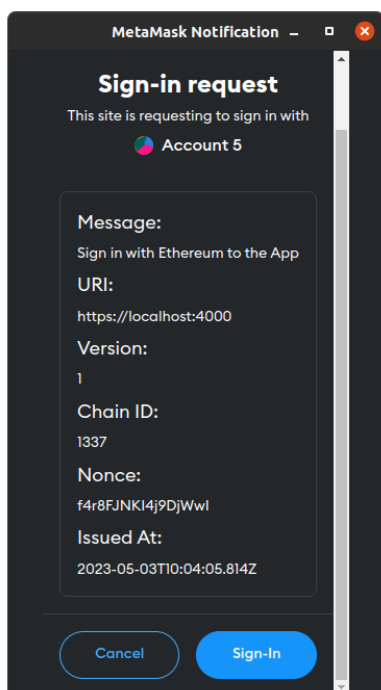 MetaMask Notification
Sign-in request
This site is requesting to sign in with
Account 5
Message:
Sign in with Ethereum to the App
URI:
https://localhost:4000
Version:
1
Chain ID:
1337
Nonce:
f4r8FJNKI4j9DjWwI
Issued At:
2023-05-03T10:04:05.814Z
Cancel
Sign-In